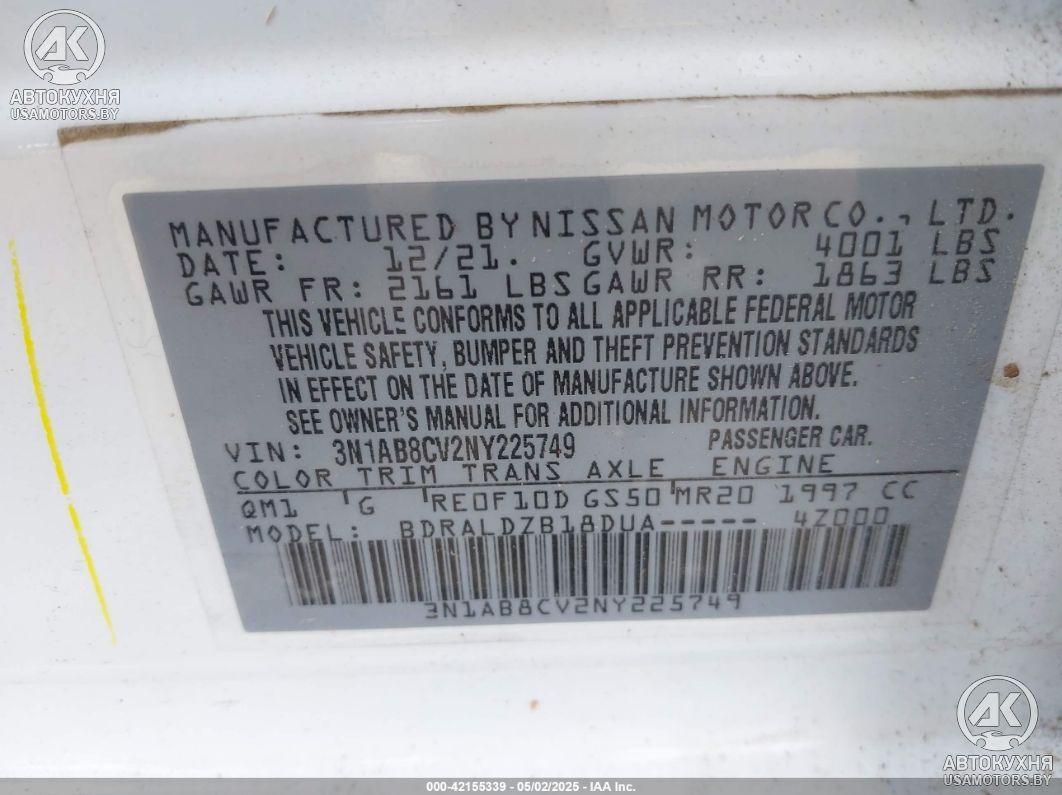 AK
АВТОКУХНЯ
USAMOTORS.BY
MANUFACTURED BY NISSAN MOTOR CO., LTD.
DATE: 12/21. GVWR: 4001 LBS
GAWR FR: 2161 LBS GAWR RR: 1863 LBS
THIS VEHICLE CONFORMS TO ALL APPLICABLE FEDERAL MOTOR
VEHICLE SAFETY, BUMPER AND THEFT PREVENTION STANDARDS
IN EFFECT ON THE DATE OF MANUFACTURE SHOWN ABOVE.
SEE OWNER'S MANUAL FOR ADDITIONAL INFORMATION.
VIN: 3N1AB8CV2NY225749 PASSENGER CAR.
COLOR TRIM TRANS AXLE ENGINE
QM1 G RE0F10D GS50 MR20 1997 CC
MODEL: BDRALDZB18DUA----- 4Z000
3N1AB8CV2NY225749
AK
АВТОКУХНЯ
USAMOTORS.BY
000-42155339 - 05/02/2025 - IAA Inc.